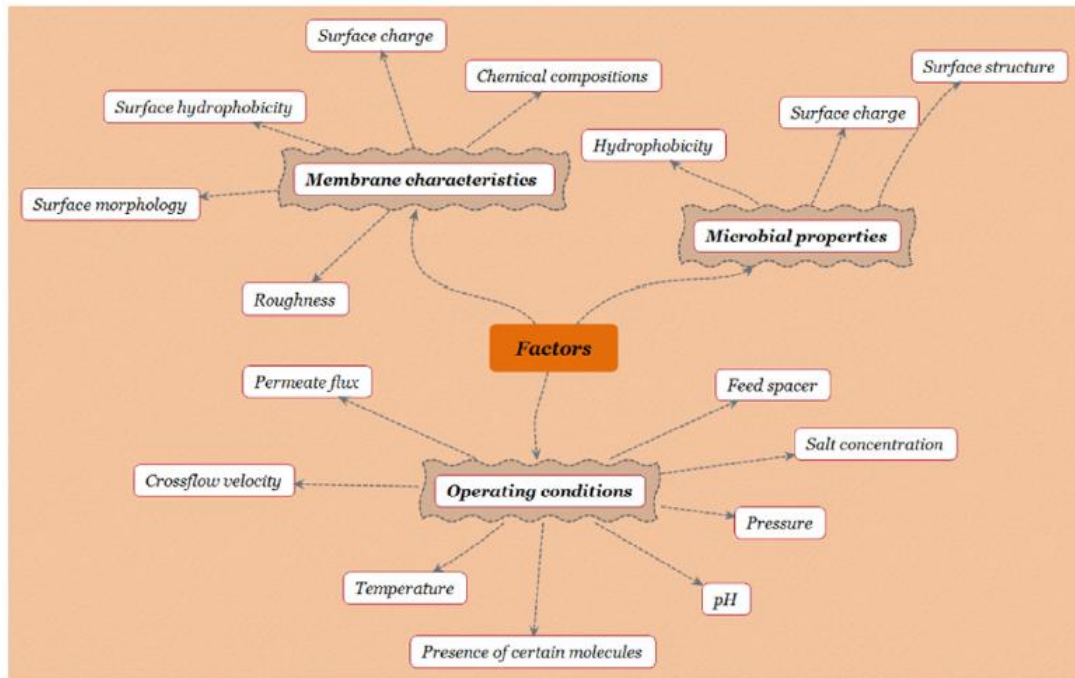 Surface charge
Chemical compositions
Surface structure
Surface hydrophobicity
Surface charge
Hydrophobicity
Membrane characteristics
Surface morphology
Microbial properties
Roughness
Factors
Permeate flux
Feed spacer
Salt concentration
Crossflow velocity
Operating conditions
Pressure
Temperature
pH
Presence of certain molecules